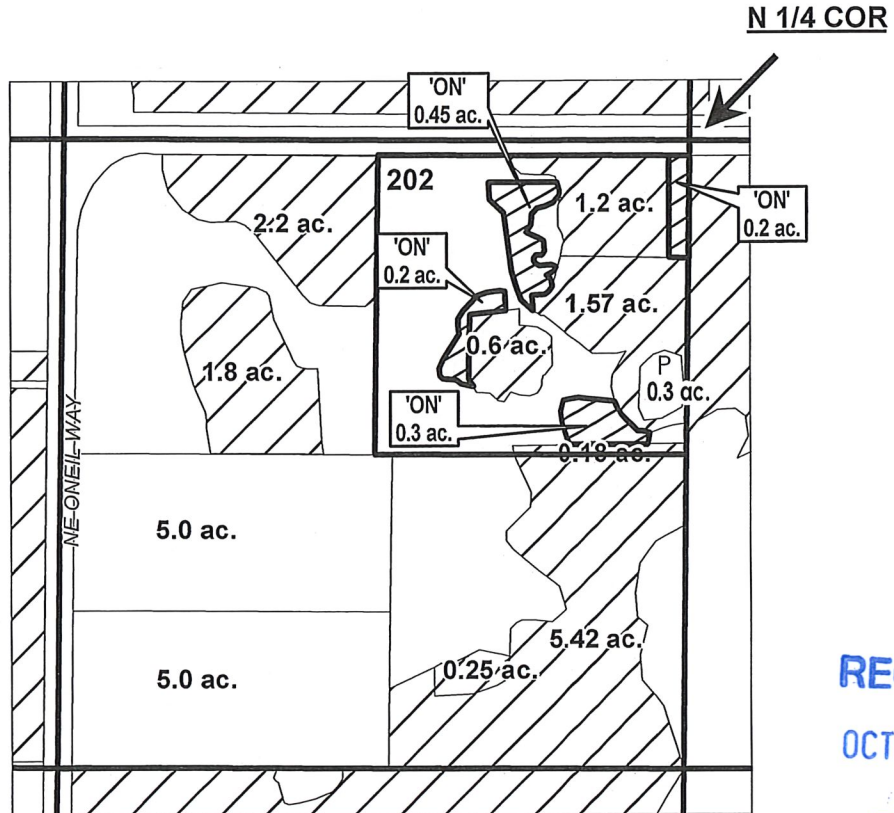 N 1/4 COR
'ON'
0.45 ac.
202
2.2 ac.
1.2 ac.
'ON'
0.2 ac.
'ON'
0.2 ac.
1.57 ac.
0.6 ac.
1.8 ac.
P
0.3 ac.
'ON'
0.3 ac.
0.18 ac.
NE ONEIL WAY
5.0 ac.
5.42 ac.
0.25 ac.
5.0 ac.
OCT